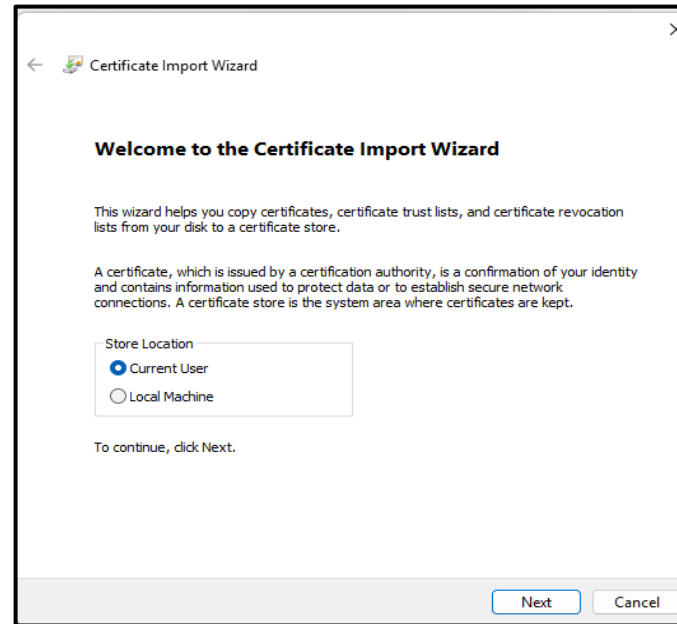 Certificate Import Wizard
Welcome to the Certificate Import Wizard
This wizard helps you copy certificates, certificate trust lists, and certificate revocation
lists from your disk to a certificate store.
A certificate, which is issued by a certification authority, is a confirmation of your identity
and contains information used to protect data or to establish secure network
connections. A certificate store is the system area where certificates are kept.
Store Location
Current User
Local Machine
To continue, click Next.
Next Cancel